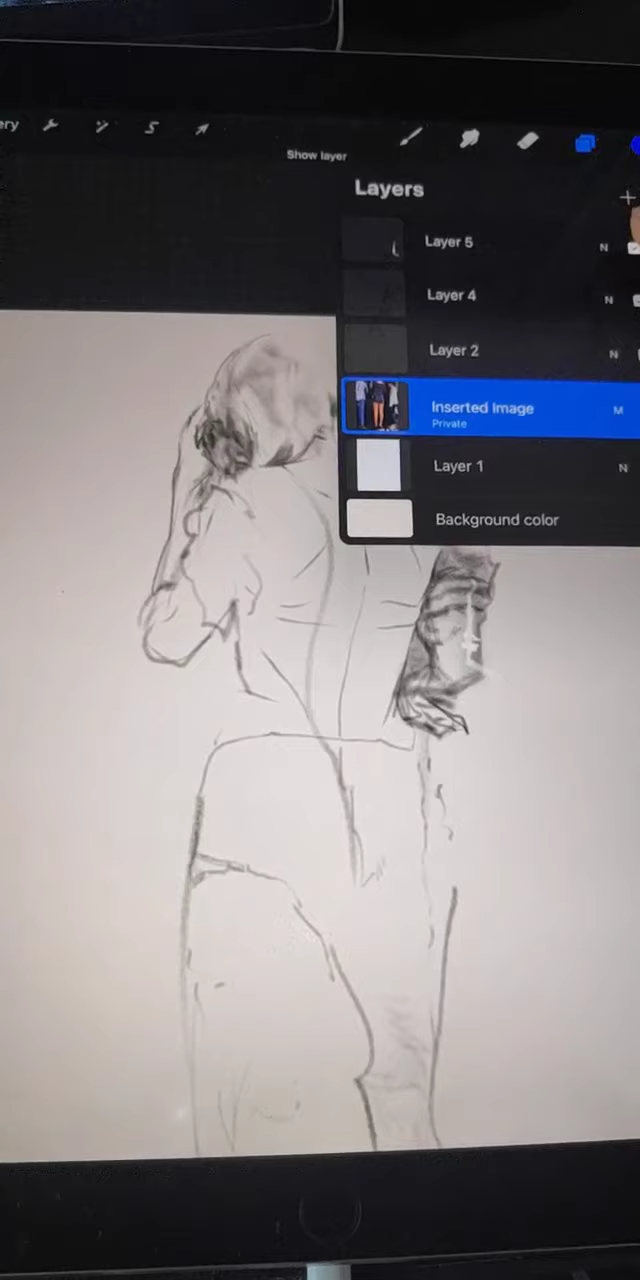 ery
Show layer
Layers
Layer 5 N
Layer 4 N
Layer 2 N
Inserted Image M
Private
Layer 1 N
Background color